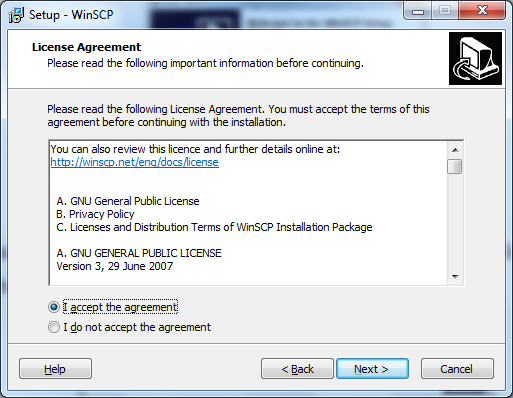 Setup - WinSCP
License Agreement
Please read the following important information before continuing.
Please read the following License Agreement. You must accept the terms of this
agreement before continuing with the installation.
You can also review this licence and further details online at:
http://winscp.net/eng/docs/license
A. GNU General Public License
B. Privacy Policy
C. Licenses and Distribution Terms of WinSCP Installation Package
A. GNU GENERAL PUBLIC LICENSE
Version 3, 29 June 2007
I accept the agreement
I do not accept the agreement
Help
< Back
Next >
Cancel